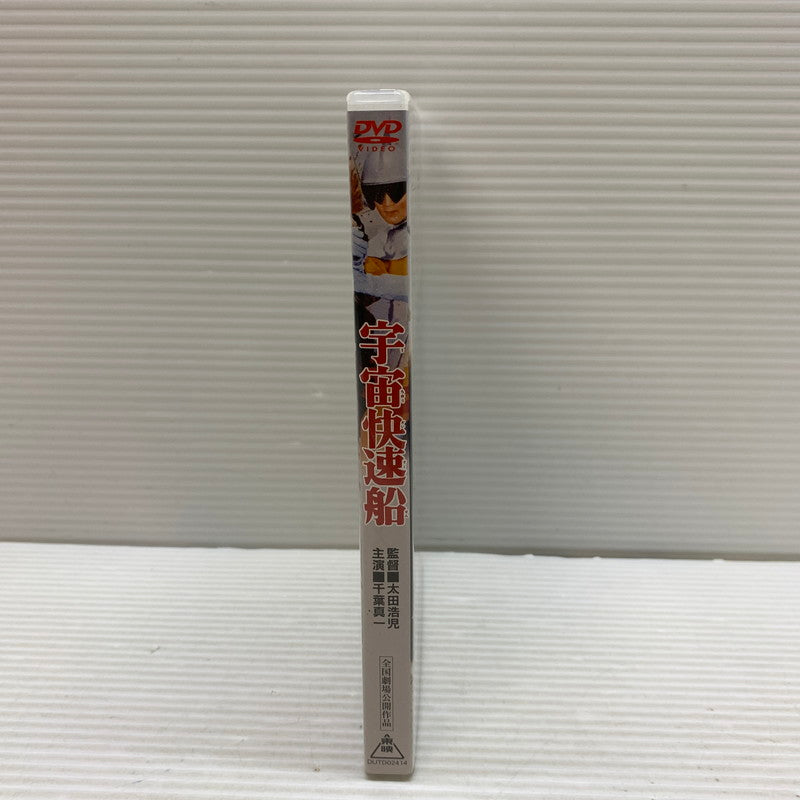 DVD
VIDEO
宇宙快速船
監督■太田浩児
主演■千葉真一
全国劇場公開作品
東映
DUTD02414